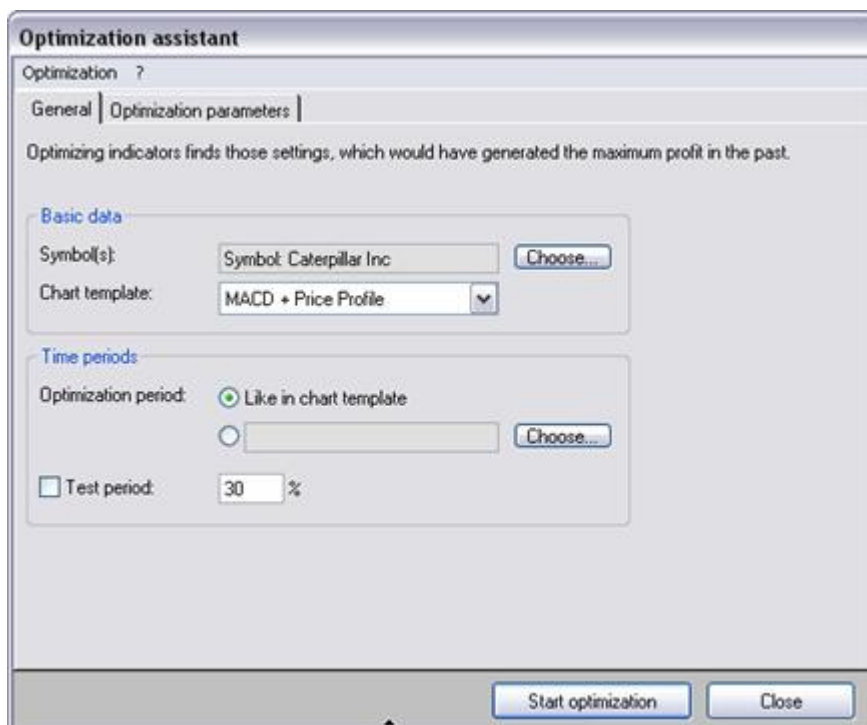 Optimization assistant
Optimization ?
General Optimization parameters
Optimizing indicators finds those settings, which would have generated the maximum profit in the past.
Basic data
Symbol(s): Symbol: Caterpillar Inc Choose...
Chart template: MACD + Price Profile
Time periods
Optimization period: Like in chart template
Choose...
Test period: 30 %
Start optimization Close